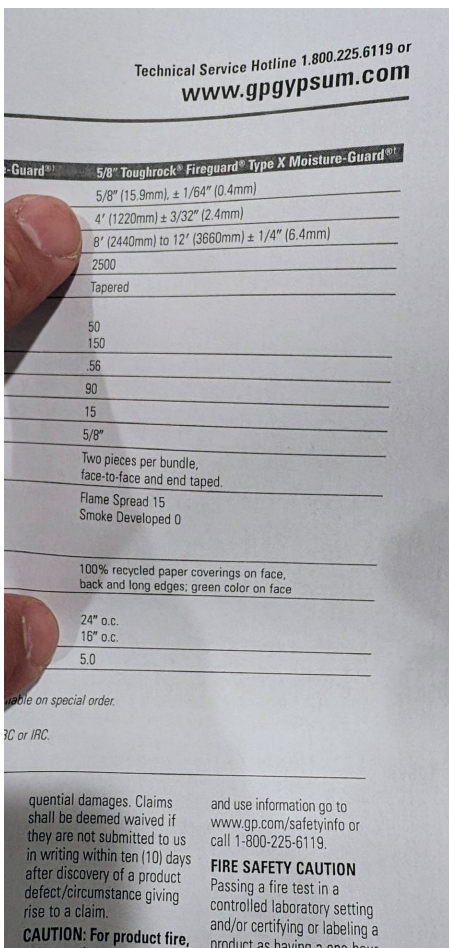 Technical Service Hotline 1.800.225.6119 or
www.gpgypsum.com
-Guard®†
5/8" Toughrock® Fireguard® Type X Moisture-Guard®†
5/8" (15.9mm), ± 1/64" (0.4mm)
4' (1220mm) ± 3/32" (2.4mm)
8' (2440mm) to 12' (3660mm) ± 1/4" (6.4mm)
2500
Tapered
50
150
.56
90
15
5/8"
Two pieces per bundle,
face-to-face and end taped.
Flame Spread 15
Smoke Developed 0
100% recycled paper coverings on face,
back and long edges; green color on face
24" o.c.
16" o.c.
5.0
on special order.
or IRC.
quential damages. Claims
shall be deemed waived if
they are not submitted to us
in writing within ten (10) days
after discovery of a product
defect/circumstance giving
rise to a claim.
CAUTION: For product fire,
and use information go to
www.gp.com/safetyinfo or
call 1-800-225-6119.
FIRE SAFETY CAUTION
Passing a fire test in a
controlled laboratory setting
and/or certifying or labeling a
product as having a one-hour